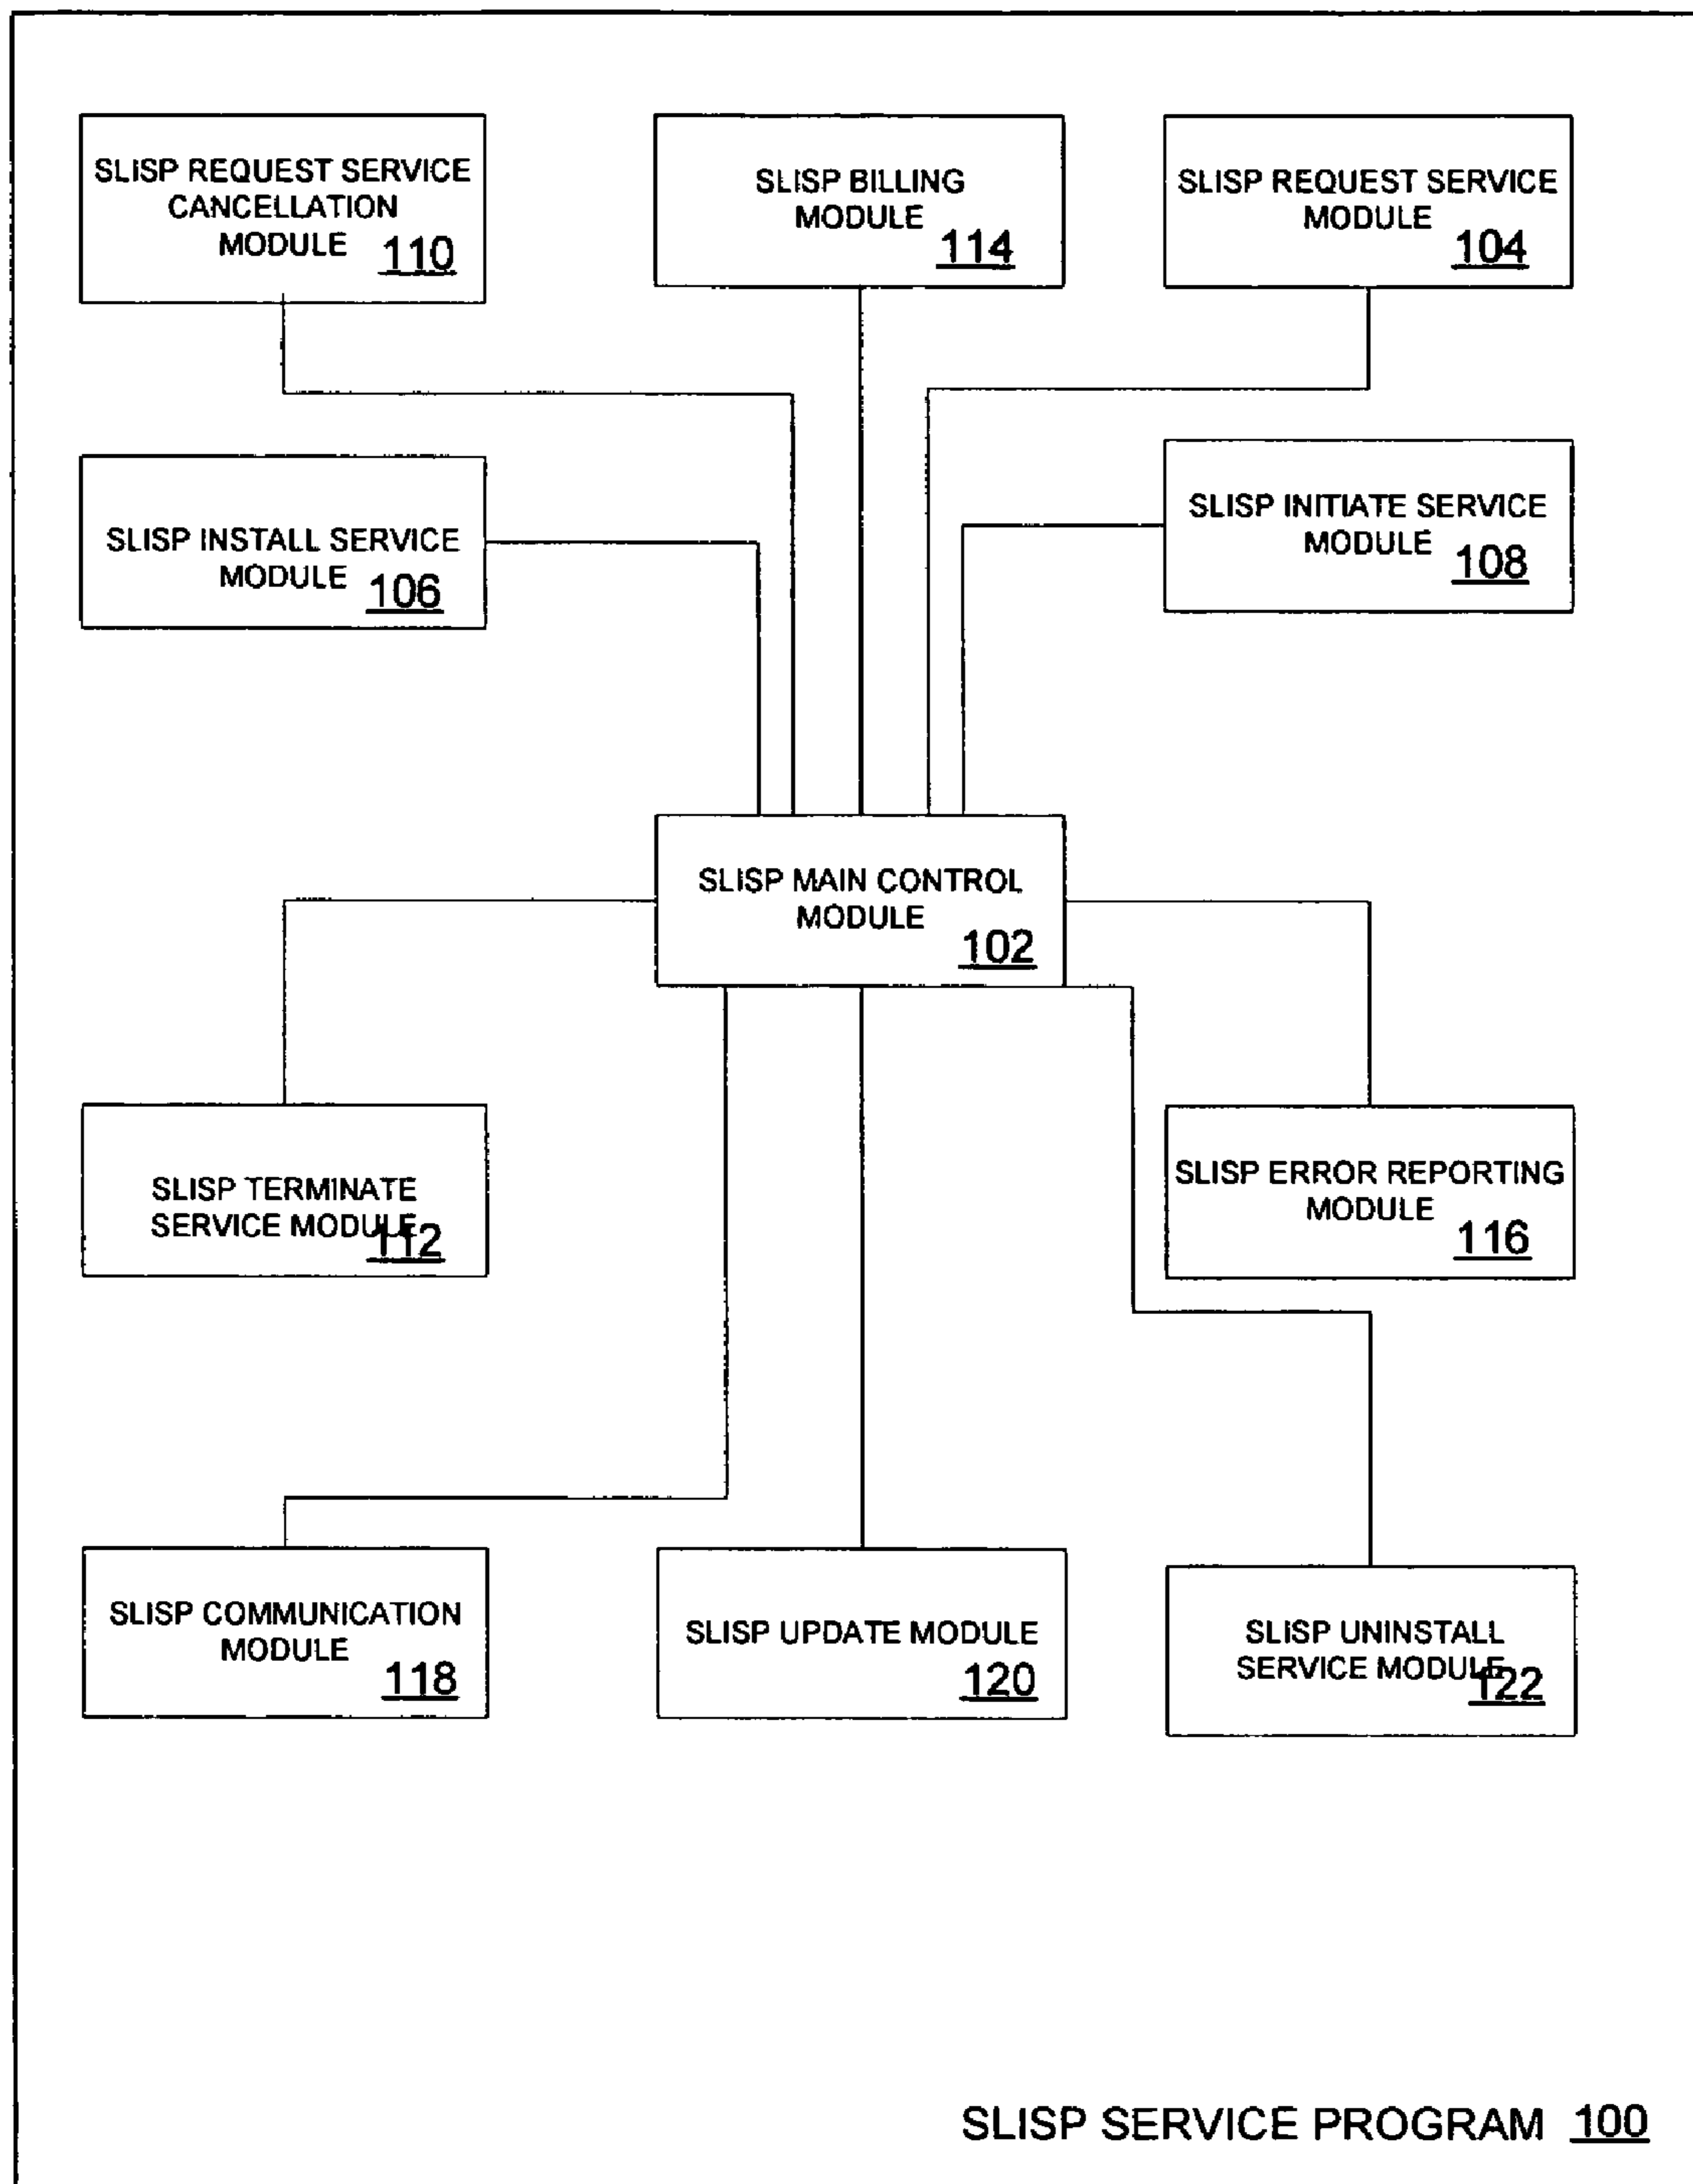 SLISP REQUEST SERVICE
CANCELLATION
MODULE 110
SLISP BILLING
MODULE
114
SLISP REQUEST SERVICE
MODULE
104
SLISP INSTALL SERVICE
MODULE 106
SLISP INITIATE SERVICE
MODULE
108
SLISP MAIN CONTROL
MODULE
102
SLISP TERMINATE
SERVICE MODULE
112
SLISP ERROR REPORTING
MODULE
116
SLISP COMMUNICATION
MODULE
118
SLISP UPDATE MODULE
120
SLISP UNINSTALL
SERVICE MODULE
122
SLISP SERVICE PROGRAM 100